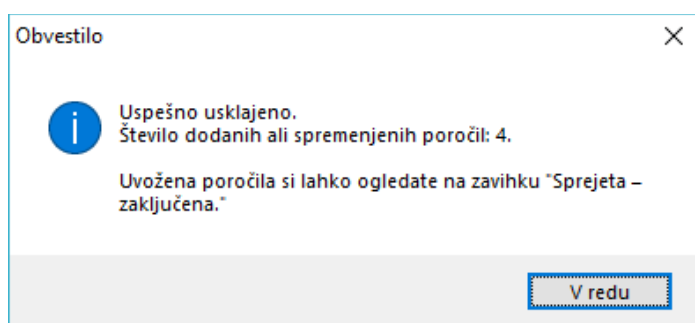 Obvestilo
Uspešno usklajeno.
Število dodanih ali spremenjenih poročil: 4.
Uvožena poročila si lahko ogledate na zavihku "Sprejeta –
zaključena."
V redu